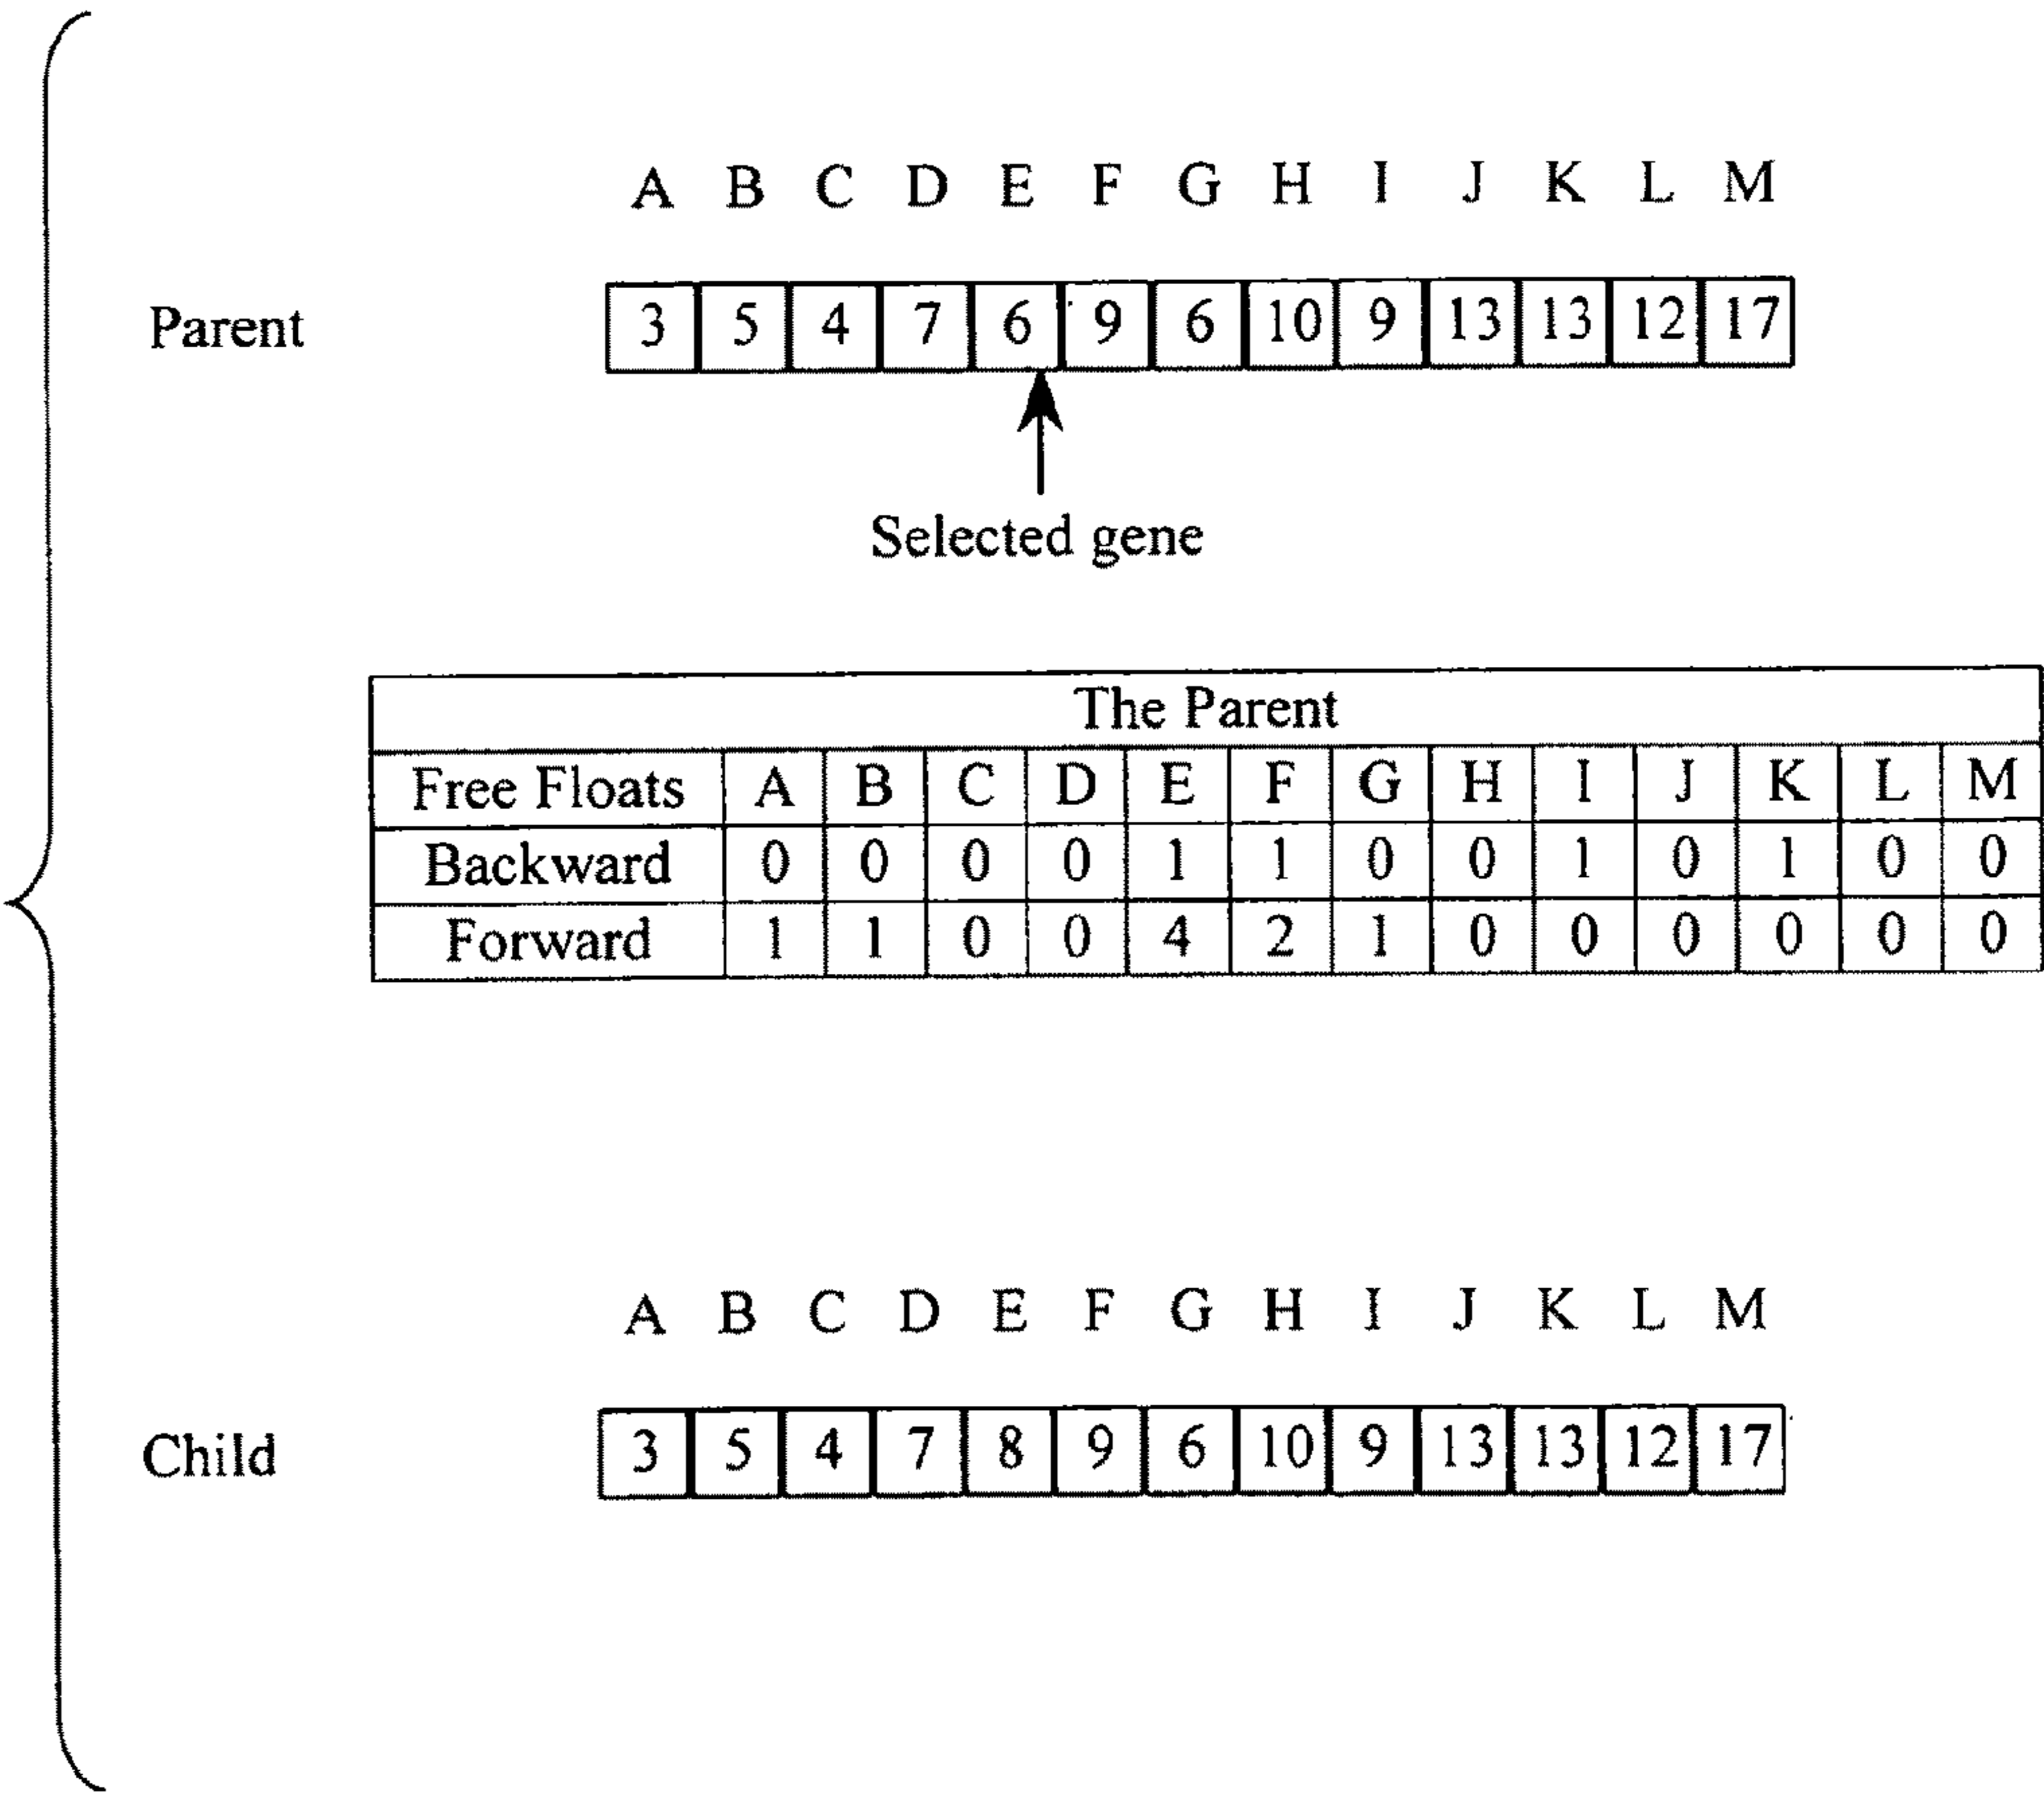 A B C D E F G H I J K L M
Parent 3 5 4 7 6 9 6 10 9 13 13 12 17
Selected gene
The Parent
Free Floats A B C D E F G H I J K L M
Backward 0 0 0 0 1 1 0 0 1 0 1 0 0
Forward 1 1 0 0 4 2 1 0 0 0 0 0 0
A B C D E F G H I J K L M
Child 3 5 4 7 8 9 6 10 9 13 13 12 17